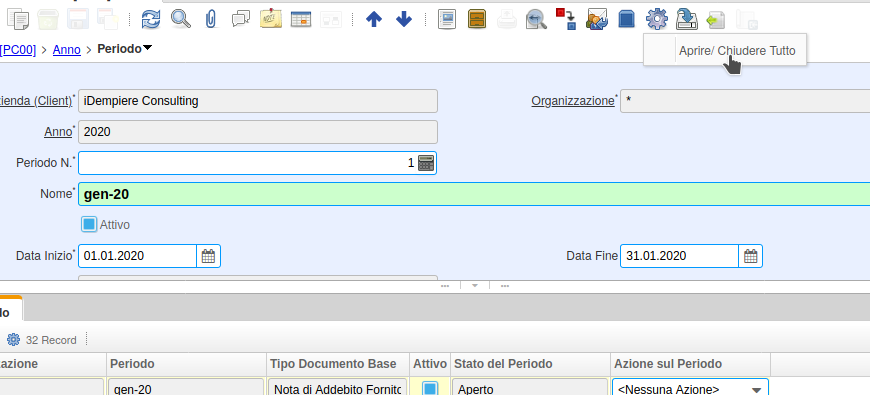 Aprire/ Chiudere Tutto
[PC00] > Anno > Periodo
ienda (Client)* iDempiere Consulting Organizzazione* *
Anno* 2020
Periodo N.* 1
Nome* gen-20
Attivo
Data Inizio* 01.01.2020 Data Fine 31.01.2020
lo
32 Record
zazione Periodo Tipo Documento Base Attivo Stato del Periodo Azione sul Periodo
gen-20 Nota di Addebito Fornito Aperto <Nessuna Azione>